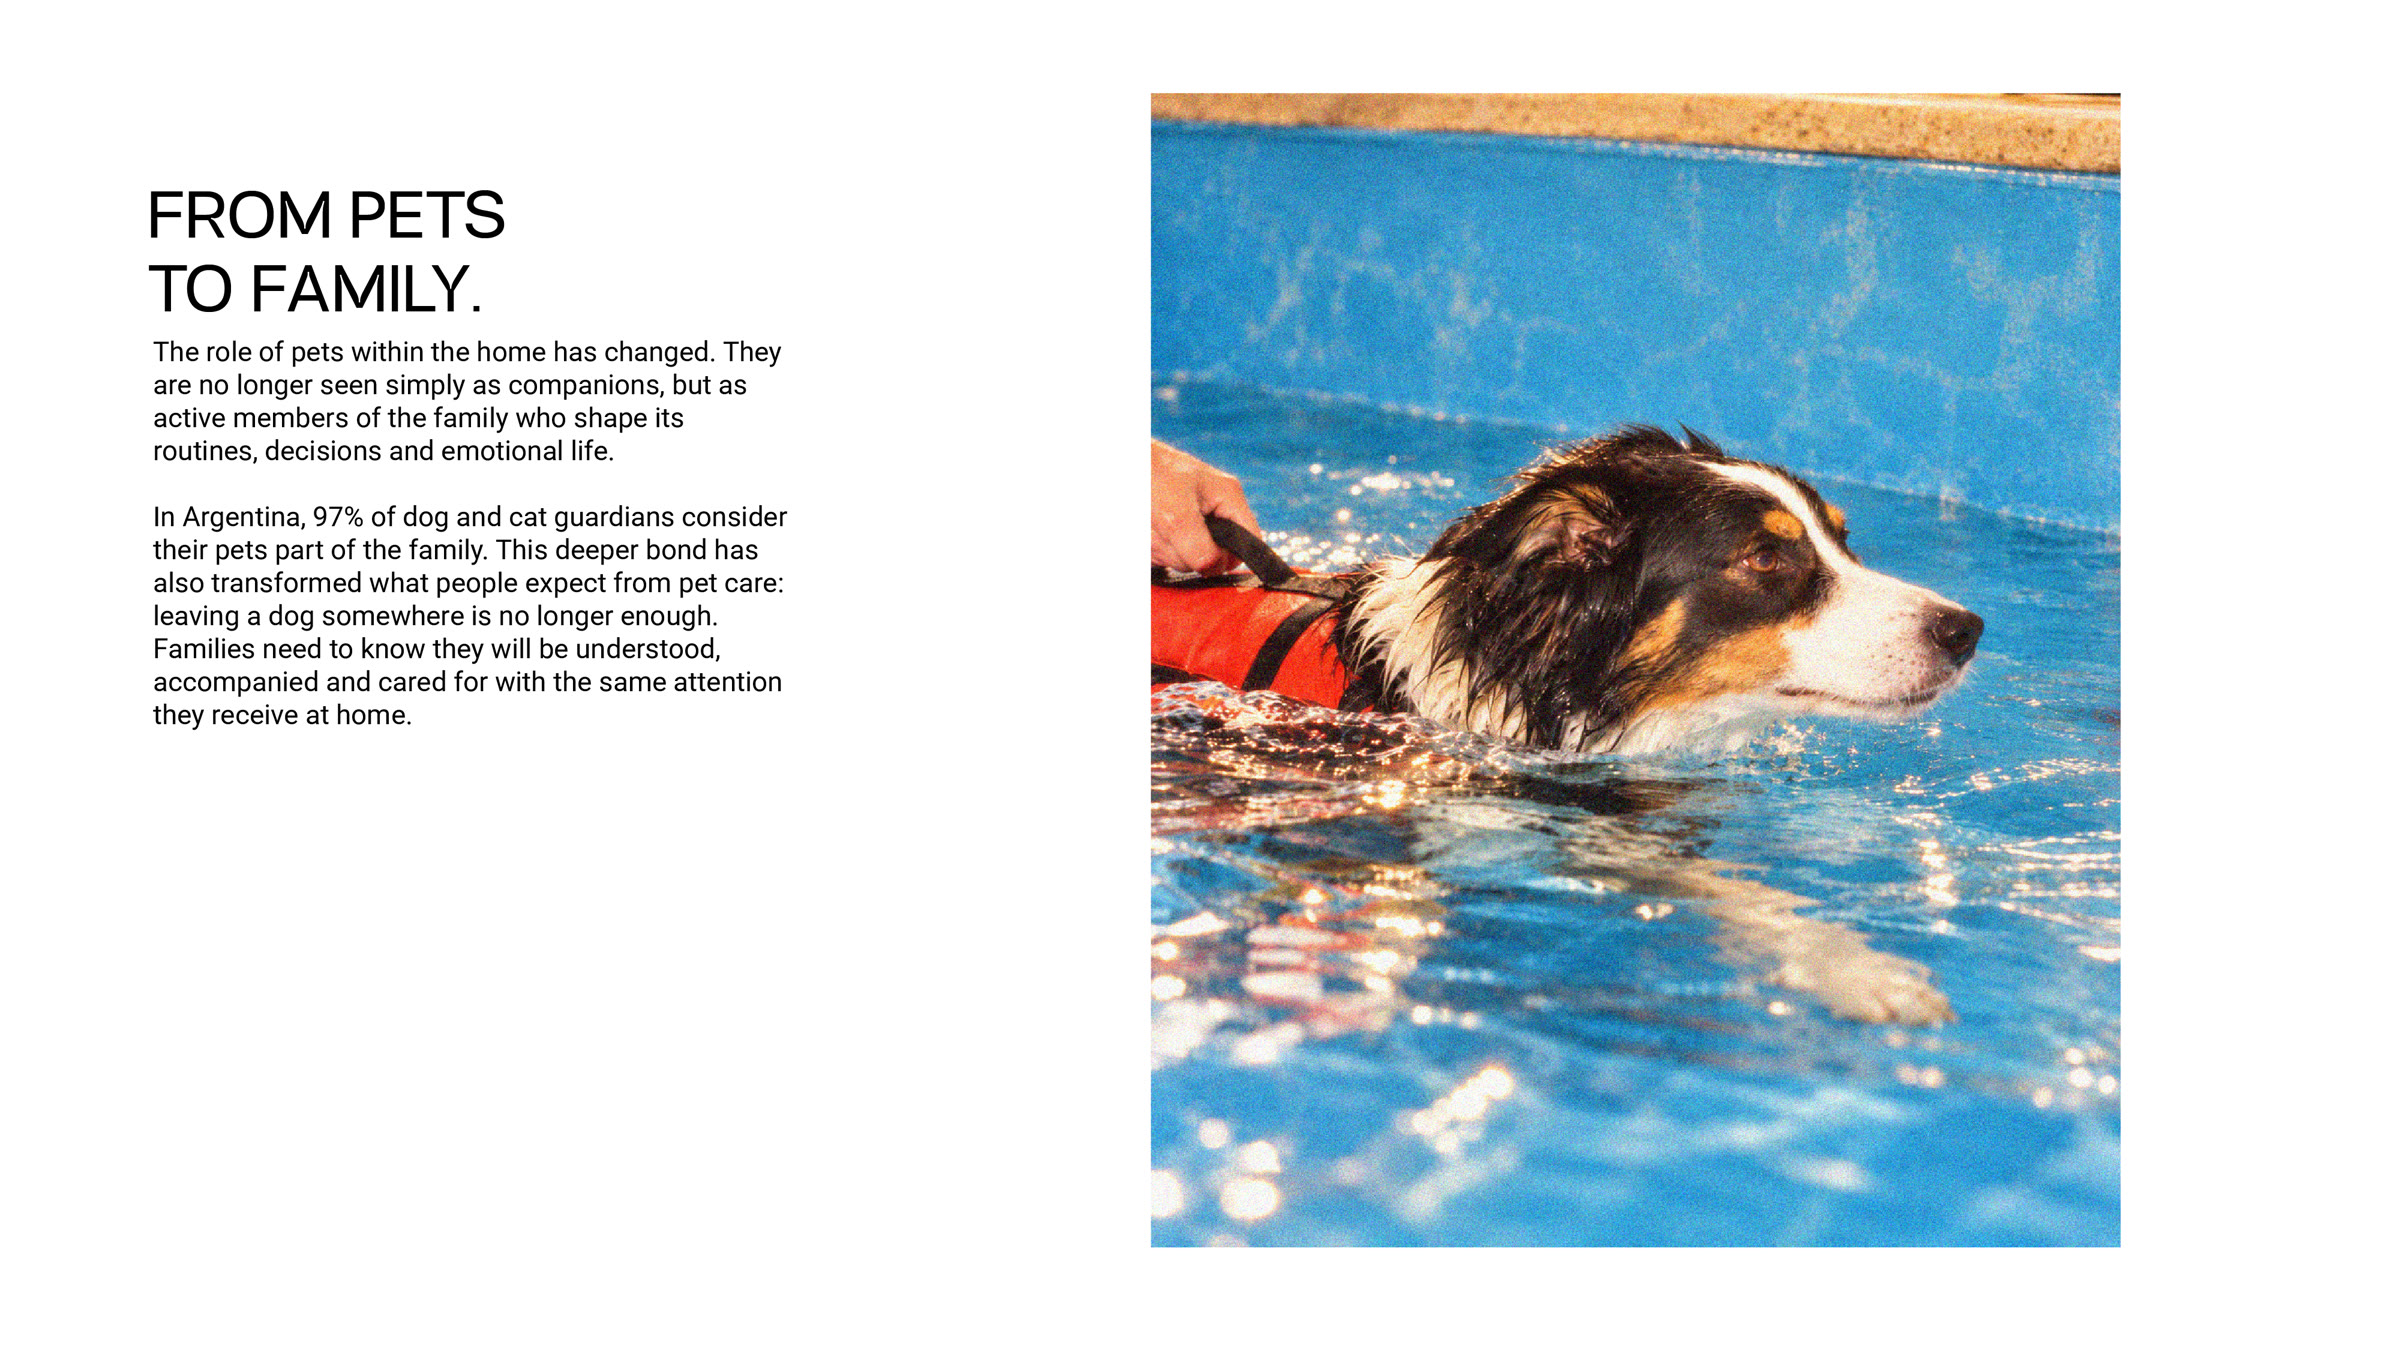 FROM PETS
TO FAMILY.
The role of pets within the home has changed. They
are no longer seen simply as companions, but as
active members of the family who shape its
routines, decisions and emotional life.
In Argentina, 97% of dog and cat guardians consider
their pets part of the family. This deeper bond has
also transformed what people expect from pet care:
leaving a dog somewhere is no longer enough.
Families need to know they will be understood,
accompanied and cared for with the same attention
they receive at home.